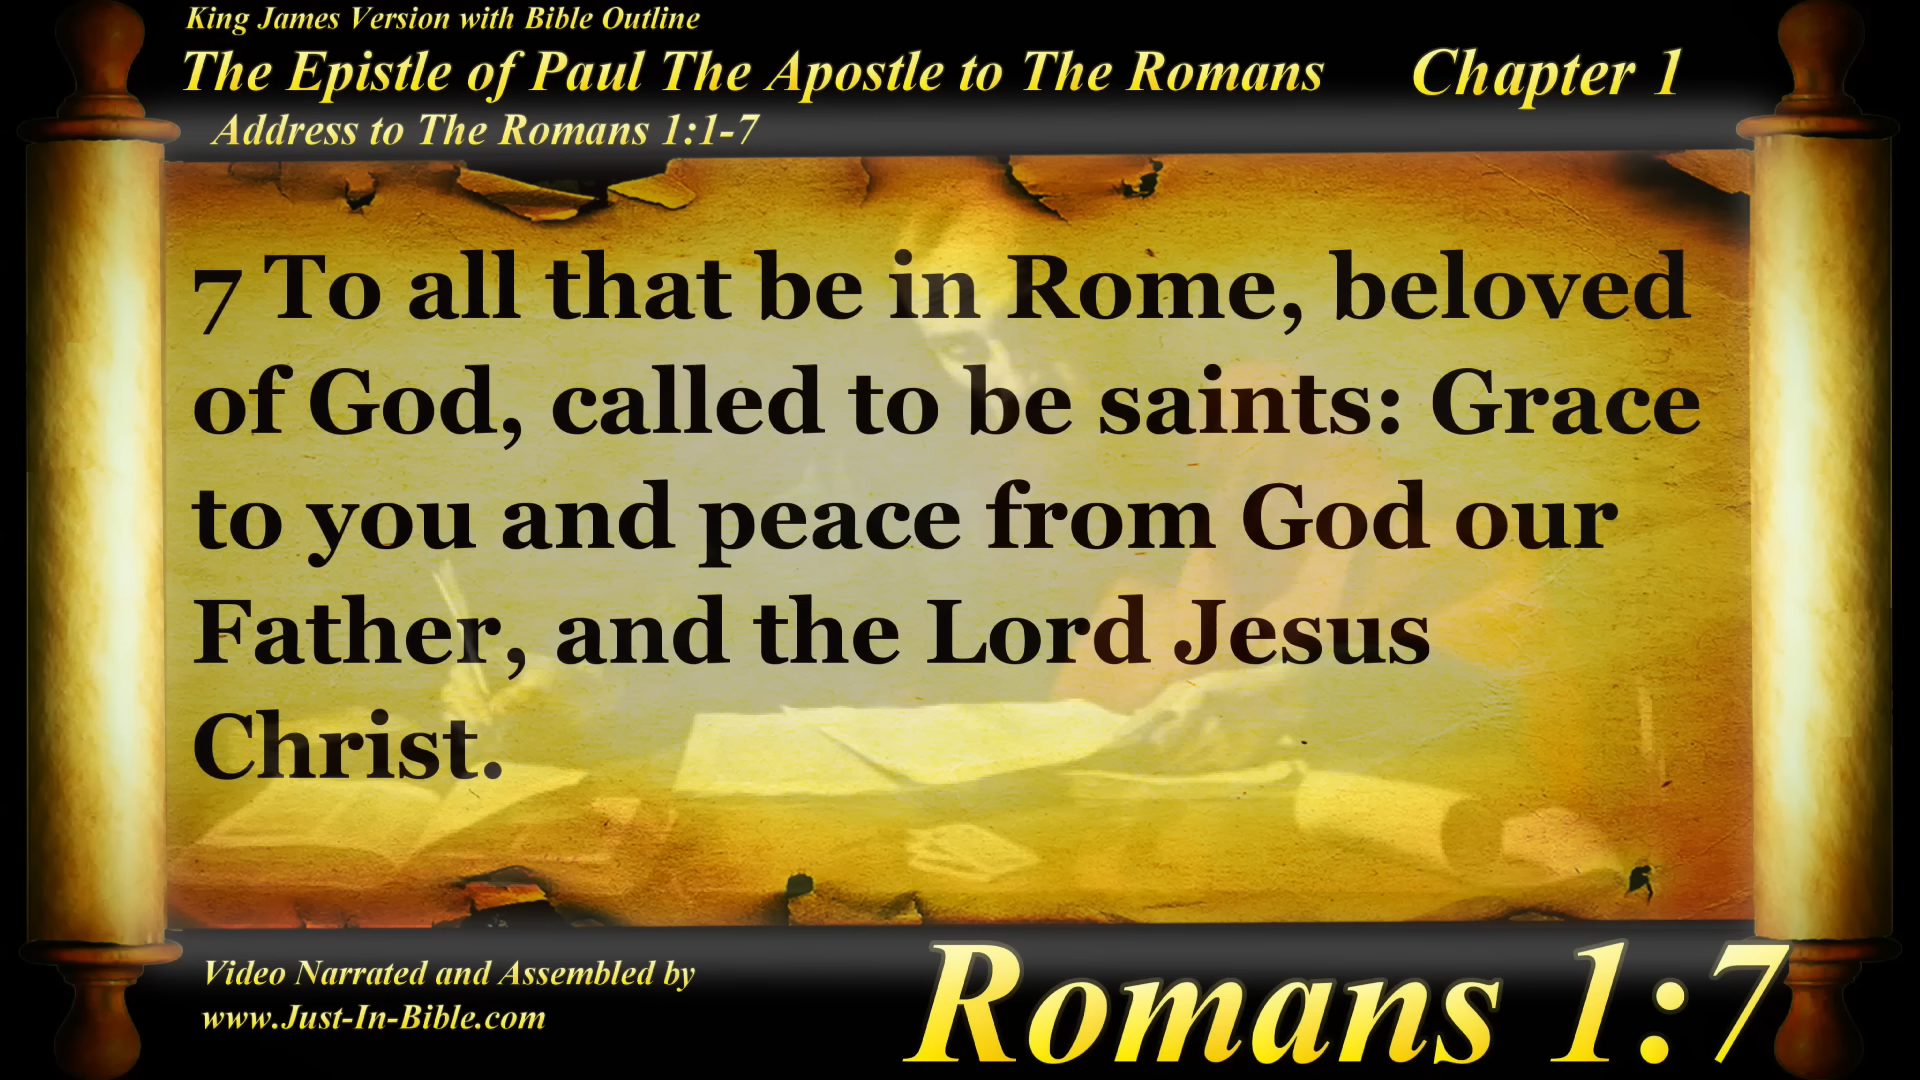 King James Version with Bible Outline
The Epistle of Paul The Apostle to The Romans Chapter 1
Address to The Romans 1:1-7
7 To all that be in Rome, beloved
of God, called to be saints: Grace
to you and peace from God our
Father, and the Lord Jesus
Christ.
Video Narrated and Assembled by
www.Just-In-Bible.com
Romans 1:7